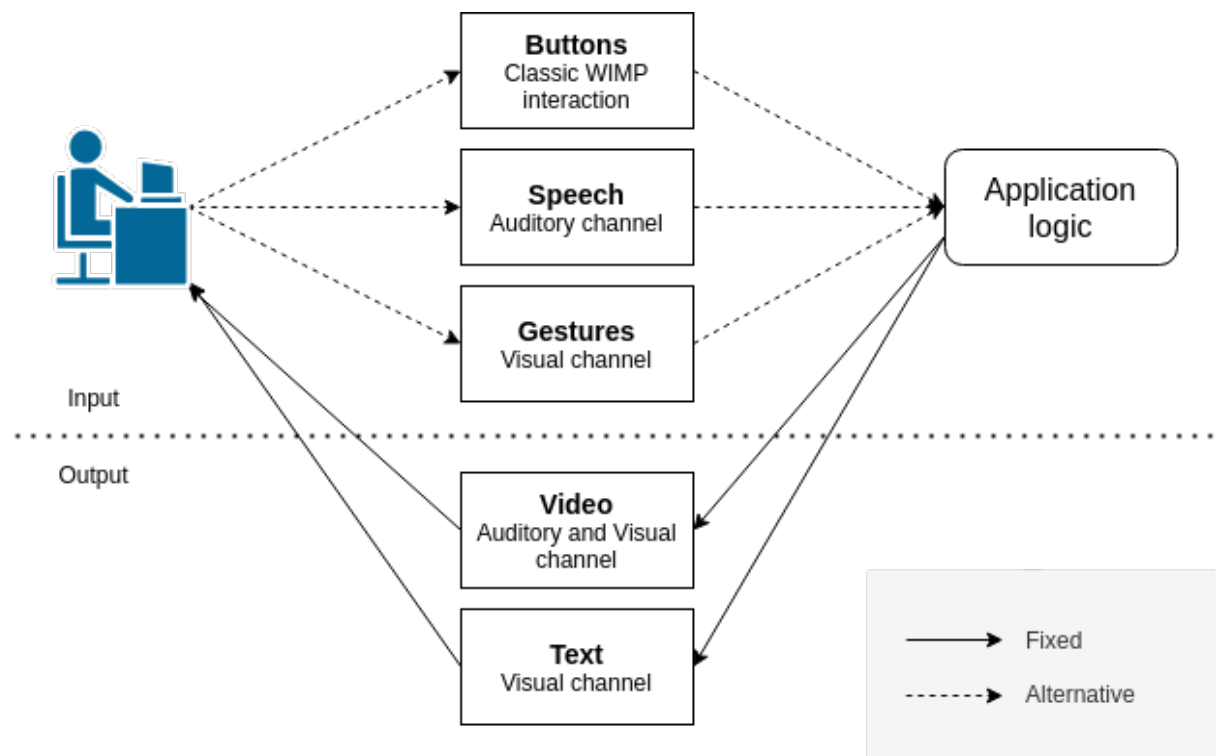 Buttons
Classic WIMP
interaction
Speech
Auditory channel
Gestures
Visual channel
Application
logic
Input
Output
Video
Auditory and Visual
channel
Text
Visual channel
Fixed
Alternative